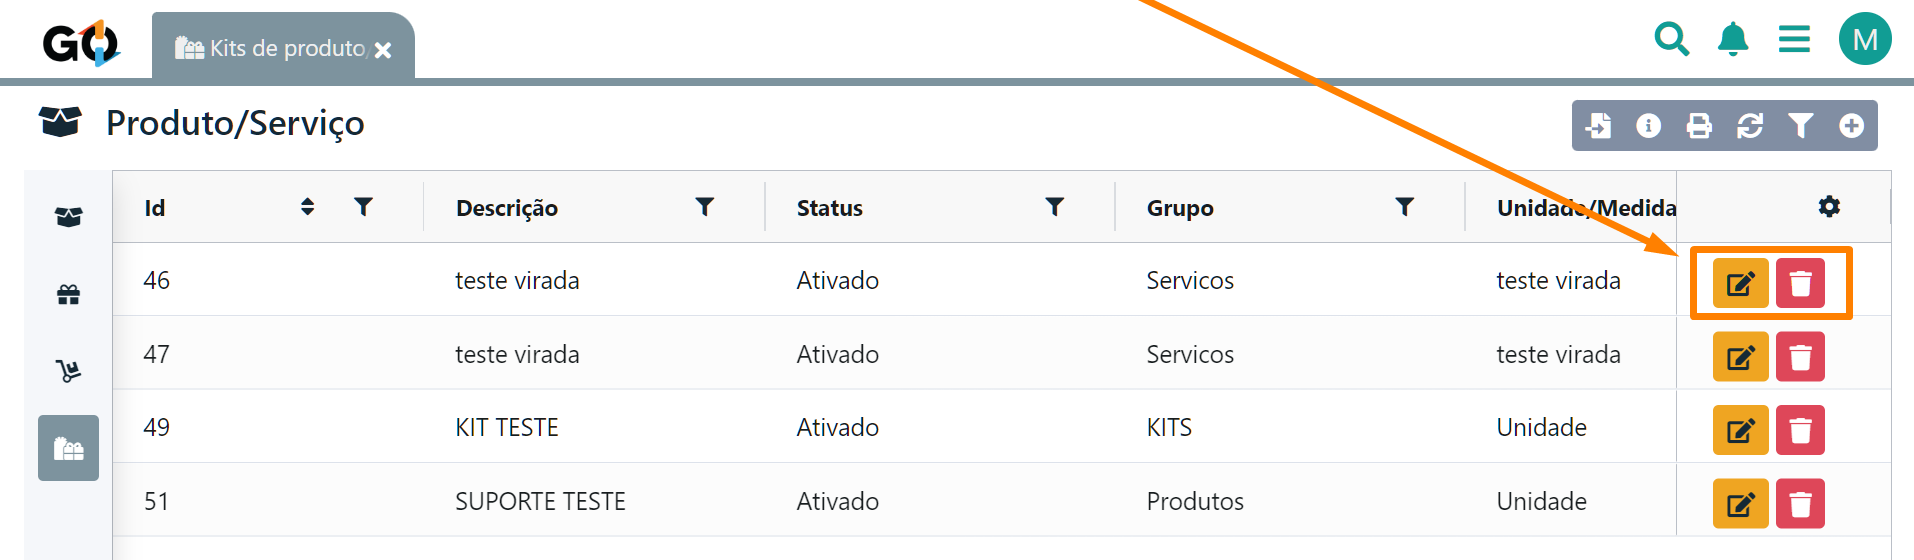 GO
Kits de produto
M
Produto/Serviço
Id Descrição Status Grupo Unidade/Medida
46 teste virada Ativado Servicos teste virada
47 teste virada Ativado Servicos teste virada
49 KIT TESTE Ativado KITS Unidade
51 SUPORTE TESTE Ativado Produtos Unidade